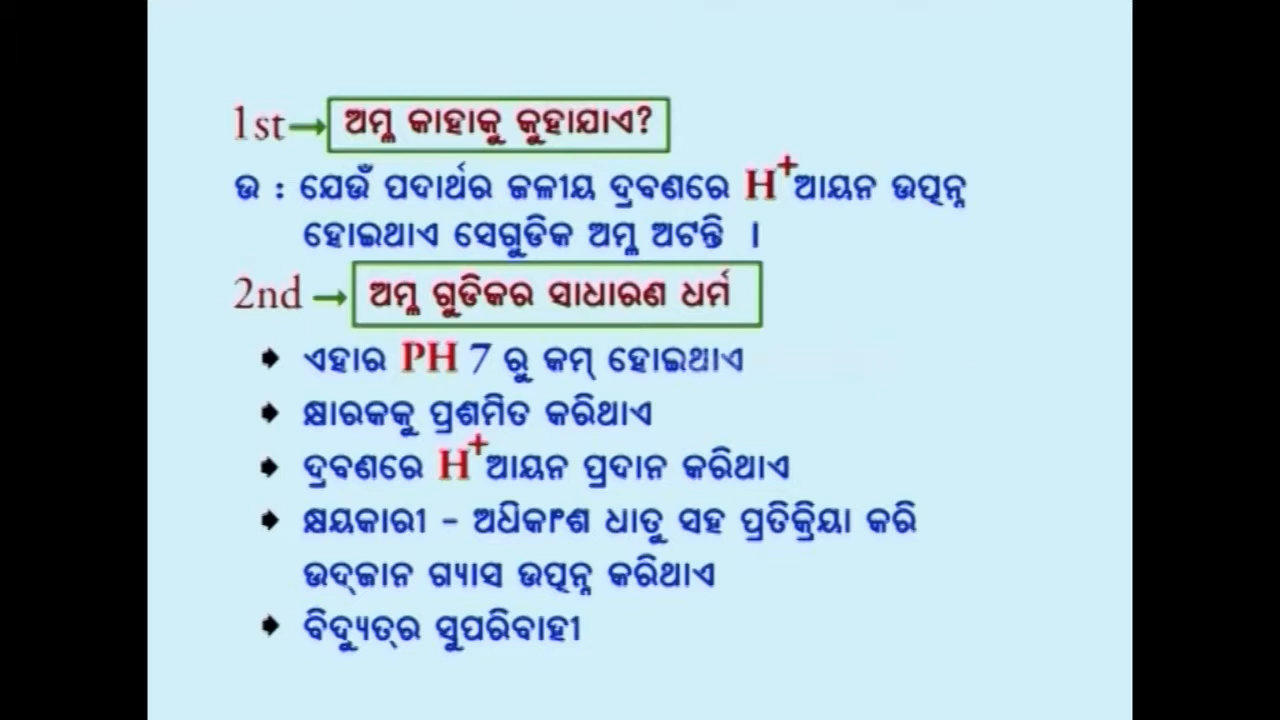 1st→ ଅମ୍ଳ କାହାକୁ କୁହାଯାଏ?
ଉ : ଯେଉଁ ପଦାର୍ଥର ଜଳୀୟ ଦ୍ରବଣରେ H⁺ଆୟନ ଉତ୍ପନ୍ନ
ହୋଇଥାଏ ସେଗୁଡିକ ଅମ୍ଳ ଅଟନ୍ତି ।
2nd → ଅମ୍ଳ ଗୁଡିକର ସାଧାରଣ ଧର୍ମ
➧ ଏହାର PH 7 ରୁ କମ୍ ହୋଇଥାଏ
➧ କ୍ଷାରକକୁ ପ୍ରଶମିତ କରିଥାଏ
➧ ଦ୍ରବଣରେ H⁺ଆୟନ ପ୍ରଦାନ କରିଥାଏ
➧ କ୍ଷୟକାରୀ – ଅଧିକାଂଶ ଧାତୁ ସହ ପ୍ରତିକ୍ରିୟା କରି
ଉଦ୍‌ଜାନ ଗ୍ୟାସ ଉତ୍ପନ୍ନ କରିଥାଏ
➧ ବିଦ୍ୟୁତ୍‌ର ସୁପରିବାହୀ